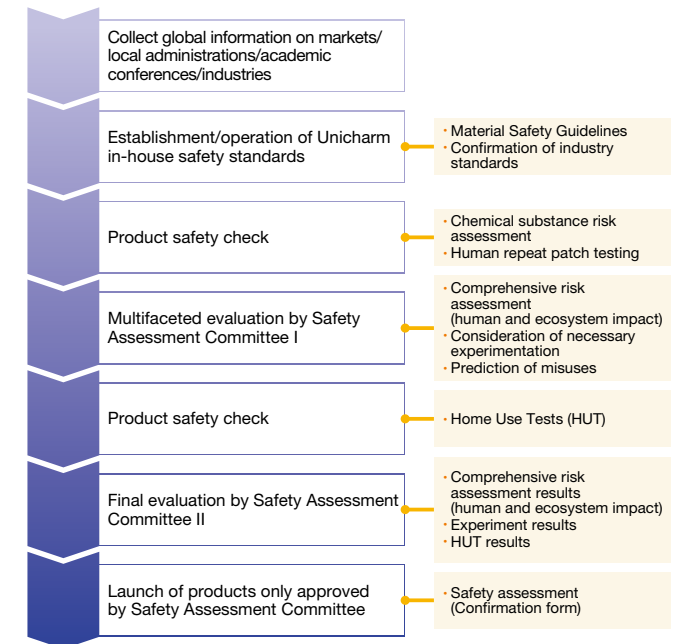 Collect global information on markets/
local administrations/academic
conferences/industries
Establishment/operation of Unicharm
in-house safety standards
・Material Safety Guidelines
・Confirmation of industry
standards
Product safety check
・Chemical substance risk
assessment
・Human repeat patch testing
Multifaceted evaluation by Safety
Assessment Committee I
・Comprehensive risk
assessment
(human and ecosystem impact)
・Consideration of necessary
experimentation
・Prediction of misuses
Product safety check
・Home Use Tests (HUT)
Final evaluation by Safety Assessment
Committee II
・Comprehensive risk
assessment results
(human and ecosystem impact)
・Experiment results
・HUT results
Launch of products only approved
by Safety Assessment Committee
・Safety assessment
(Confirmation form)